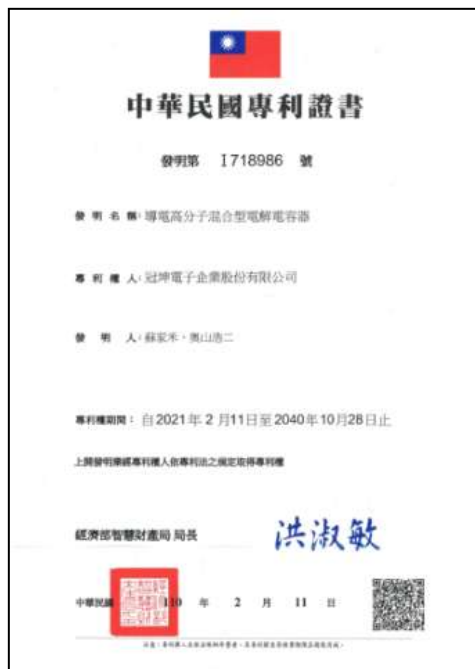 中華民國專利證書
發明第 I718986 號
發明名稱：導電高分子混合型電解電容器
專利權人：冠坤電子企業股份有限公司
發明人：蘇家禾、奧山浩二
專利權期間：自2021年2月11日至2040年10月28日止
上開發明業經專利權人依專利法之規定取得專利權
經濟部智慧財產局 局長 洪淑敏
中華民國 110 年 2 月 11 日